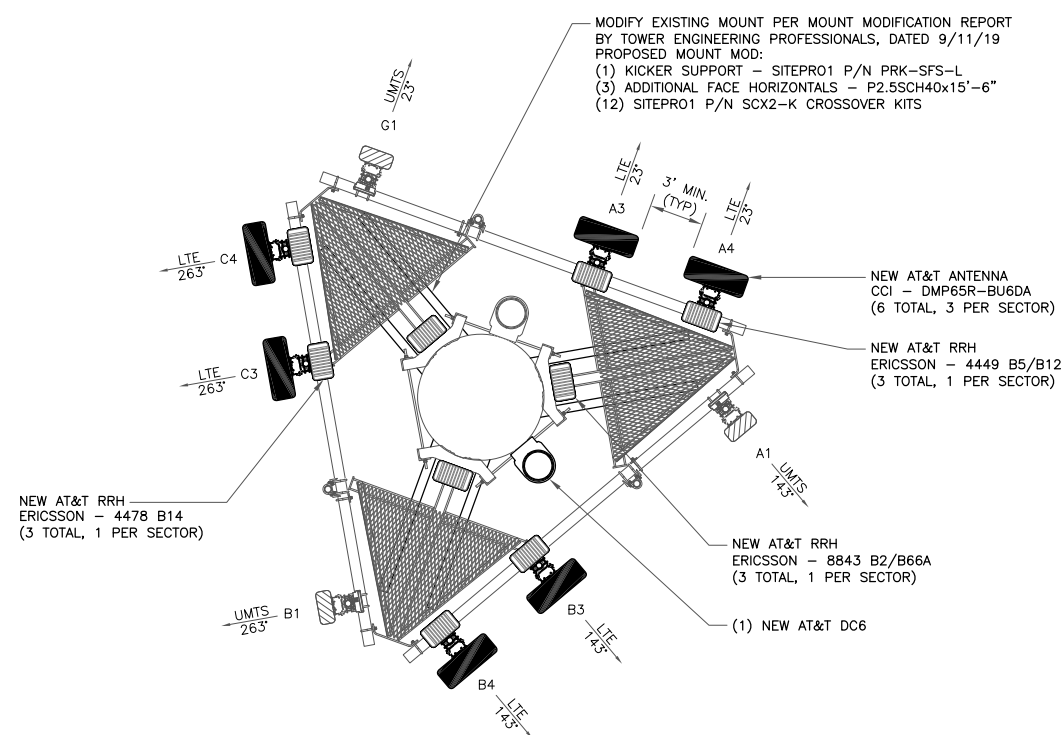 MODIFY EXISTING MOUNT PER MOUNT MODIFICATION REPORT
BY TOWER ENGINEERING PROFESSIONALS, DATED 9/11/19
PROPOSED MOUNT MOD:
(1) KICKER SUPPORT – SITEPRO1 P/N PRK–SFS–L
(3) ADDITIONAL FACE HORIZONTALS – P2.5SCH40x15'–6"
(12) SITEPRO1 P/N SCX2–K CROSSOVER KITS
UMTS
23°
G1
LTE
23°
3' MIN.
(TYP)
LTE
23°
A3
A4
LTE
263°
C4
NEW AT&T ANTENNA
CCI – DMP65R–BU6DA
(6 TOTAL, 3 PER SECTOR)
NEW AT&T RRH
ERICSSON – 4449 B5/B12
(3 TOTAL, 1 PER SECTOR)
LTE
263°
C3
A1
UMTS
143°
NEW AT&T RRH
ERICSSON – 4478 B14
(3 TOTAL, 1 PER SECTOR)
NEW AT&T RRH
ERICSSON – 8843 B2/B66A
(3 TOTAL, 1 PER SECTOR)
UMTS
263°
B1
B3
LTE
143°
(1) NEW AT&T DC6
B4
LTE
143°